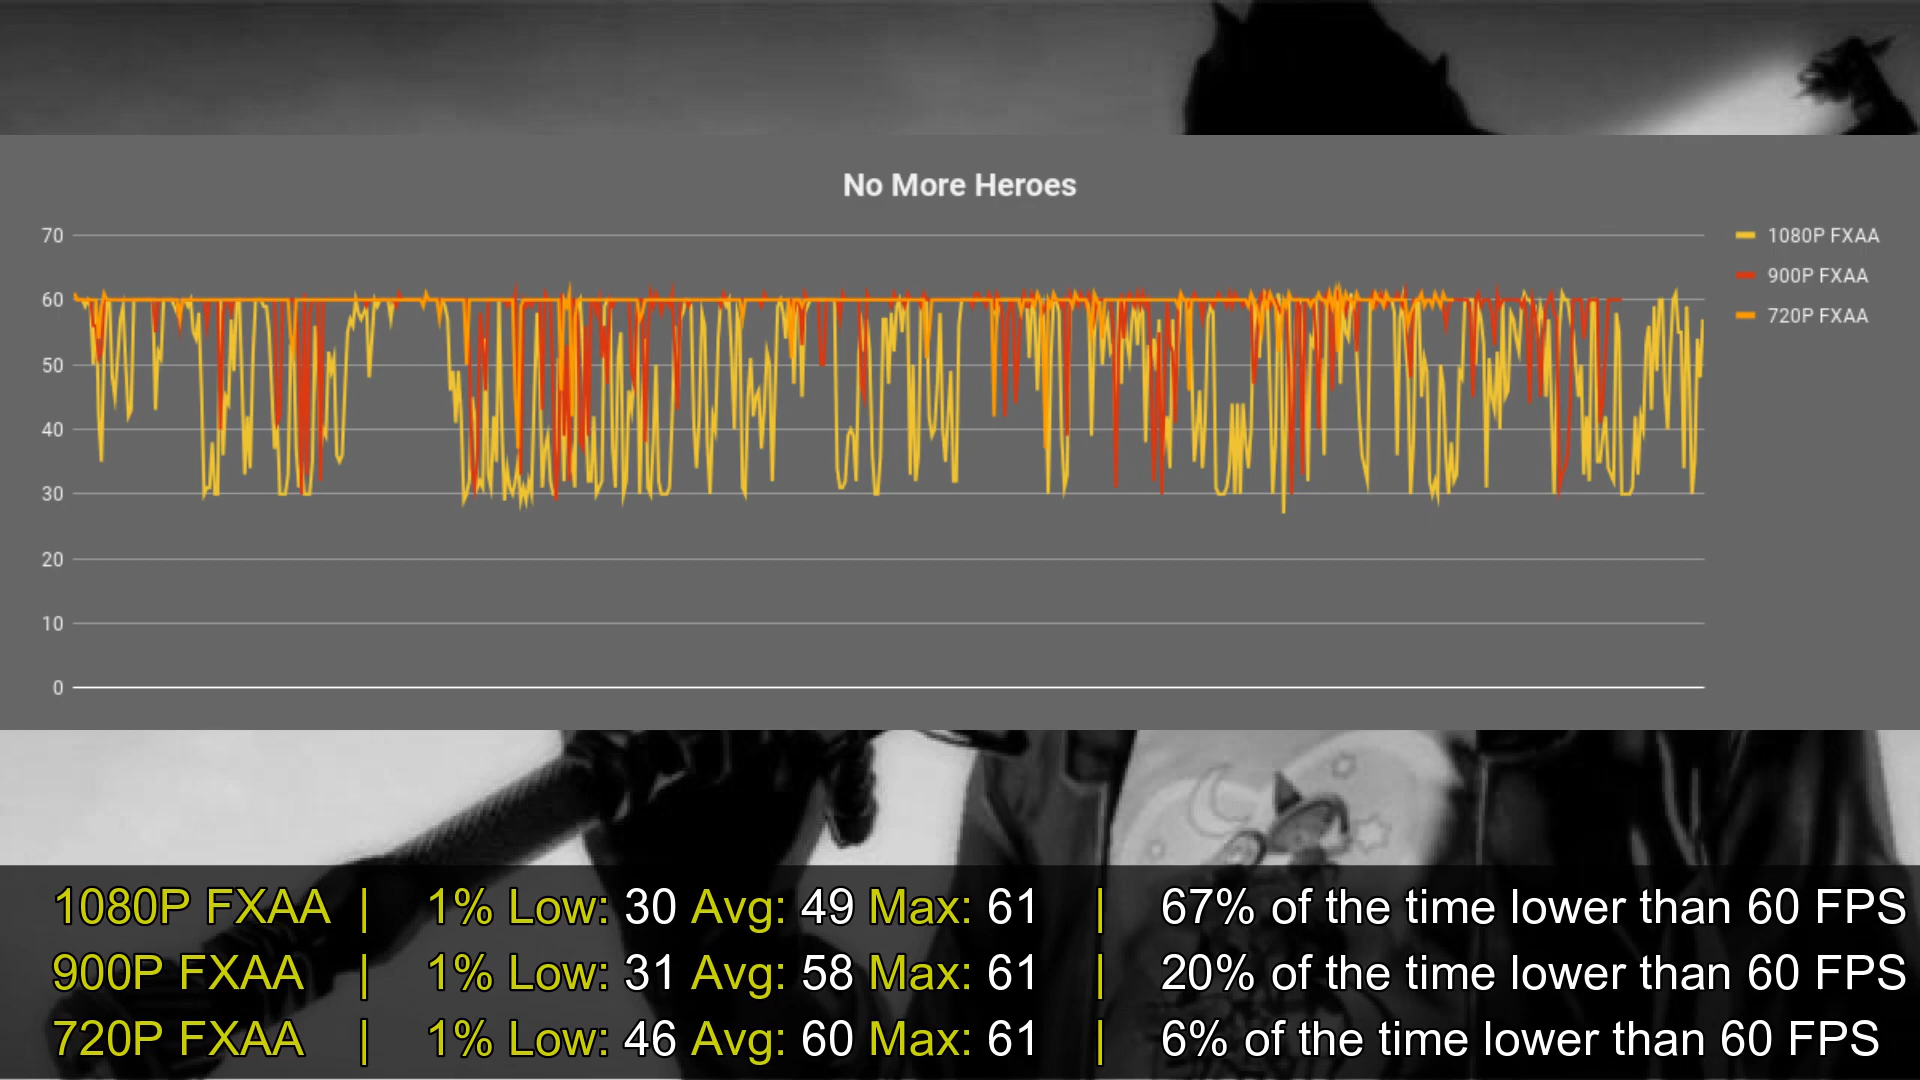 No More Heroes
70
60
50
40
30
20
10
0
1080P FXAA
900P FXAA
720P FXAA
1080P FXAA | 1% Low: 30 Avg: 49 Max: 61 | 67% of the time lower than 60 FPS
900P FXAA | 1% Low: 31 Avg: 58 Max: 61 | 20% of the time lower than 60 FPS
720P FXAA | 1% Low: 46 Avg: 60 Max: 61 | 6% of the time lower than 60 FPS